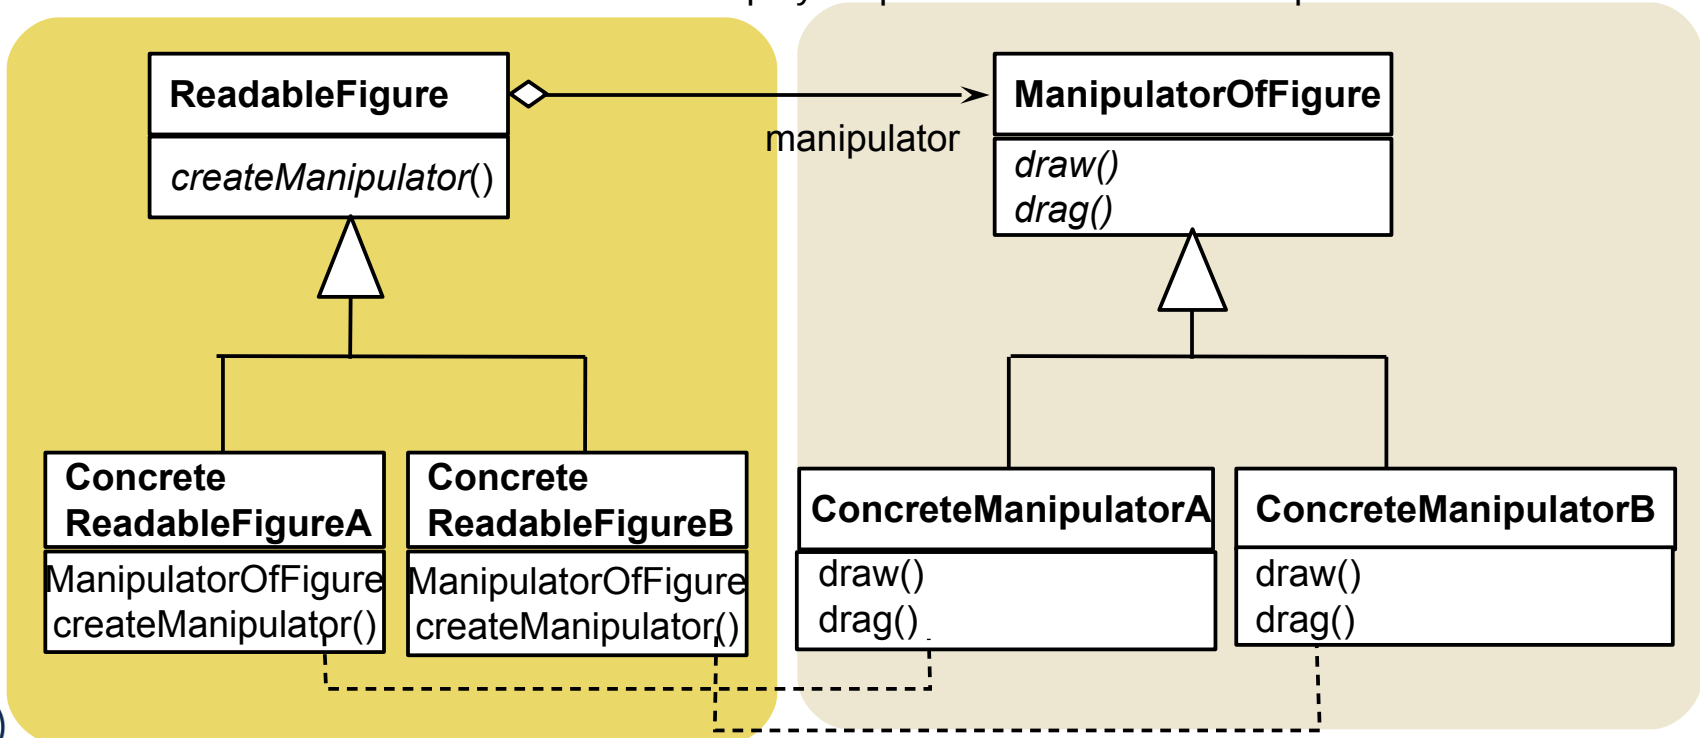 ReadableFigure
createManipulator()
manipulator
ManipulatorOfFigure
draw()
drag()
Concrete
ReadableFigureA
ManipulatorOfFigure
createManipulator()
Concrete
ReadableFigureB
ManipulatorOfFigure
createManipulator()
ConcreteManipulatorA
draw()
drag()
ConcreteManipulatorB
draw()
drag()
)